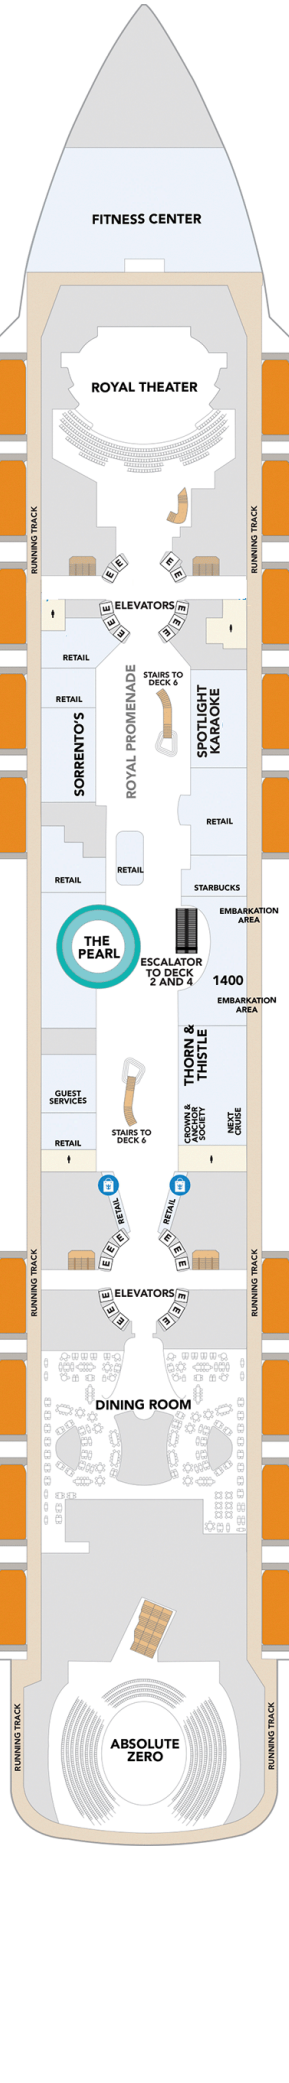 FITNESS CENTER
ROYAL THEATER
RUNNING TRACK
RUNNING TRACK
E
E
E
E
ELEVATORS
E
E
E
E
E
E
RETAIL
STAIRS TO
DECK 6
RETAIL
ROYAL PROMENADE
SORRENTO'S
SPOTLIGHT
KARAOKE
RETAIL
RETAIL
RETAIL
STARBUCKS
EMBARKATION
AREA
THE
PEARL
ESCALATOR
TO DECK
2 AND 4
1400
EMBARKATION
AREA
THORN &
THISTLE
GUEST
SERVICES
CROWN &
ANCHOR
SOCIETY
NEXT
CRUISE
STAIRS TO
DECK 6
RETAIL
RETAIL
RETAIL
E
E
E
E
E
E
RUNNING TRACK
RUNNING TRACK
ELEVATORS
E
E
E
E
E
E
DINING ROOM
RUNNING TRACK
RUNNING TRACK
ABSOLUTE
ZERO